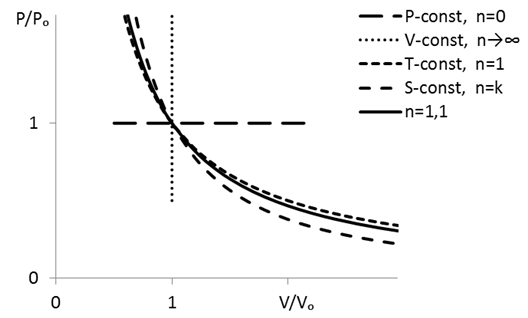 P/Pₒ
P-const, n=0
V-const, n→∞
T-const, n=1
S-const, n=k
n=1,1
1
0
0
1
V/Vₒ